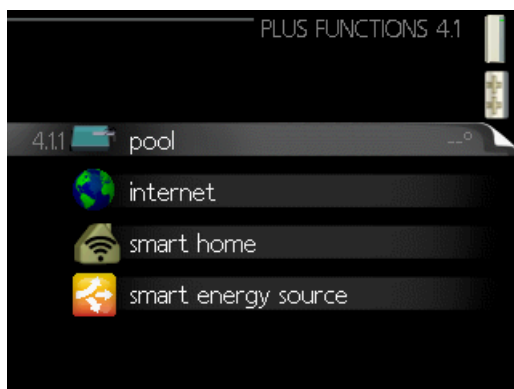 PLUS FUNCTIONS 4.1
4.1.1 pool --°
internet
smart home
smart energy source